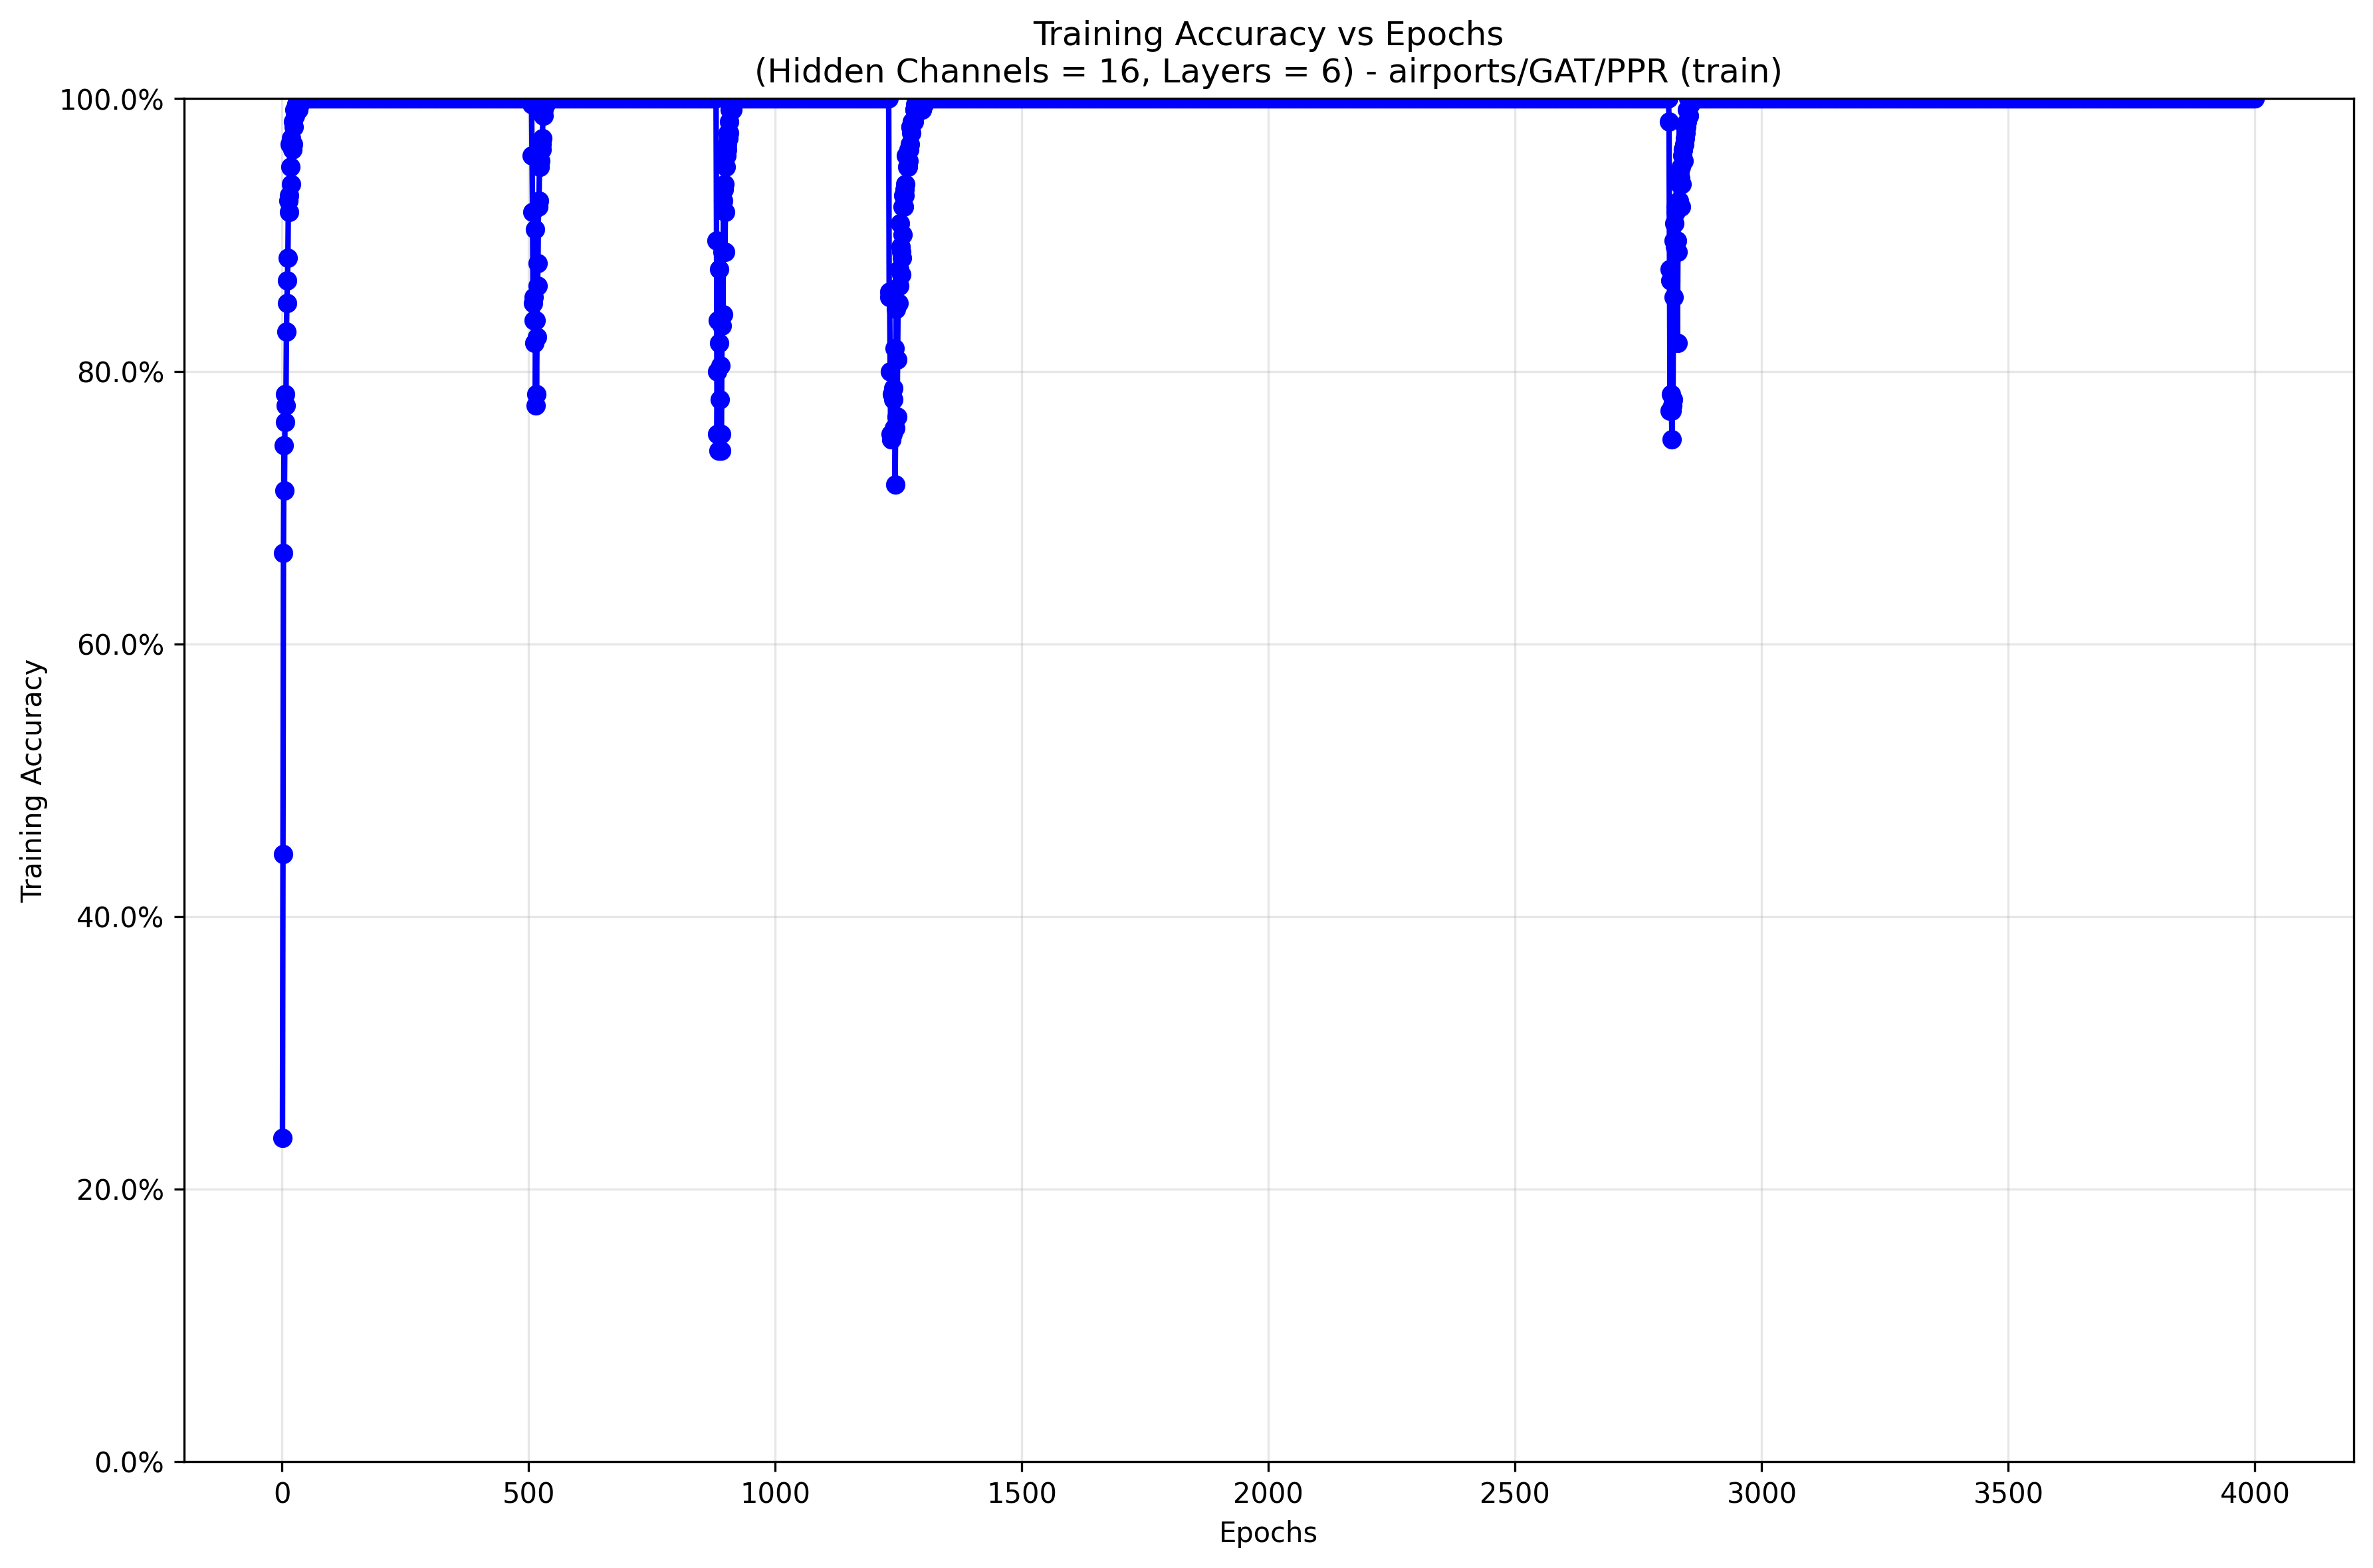 Training Accuracy vs Epochs
(Hidden Channels = 16, Layers = 6) - airports/GAT/PPR (train)
100.0%
80.0%
60.0%
40.0%
20.0%
0.0%
Training Accuracy
0 500 1000 1500 2000 2500 3000 3500 4000
Epochs